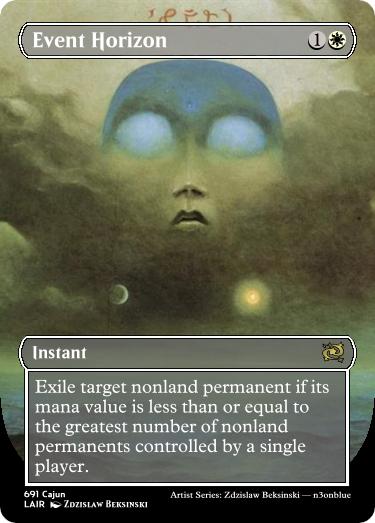 Event Horizon
1
Instant
Exile target nonland permanent if its
mana value is less than or equal to
the greatest number of nonland
permanents controlled by a single
player.
691 Cajun
LAIR Zdzislaw Beksinski
Artist Series: Zdzislaw Beksinski — n3onblue